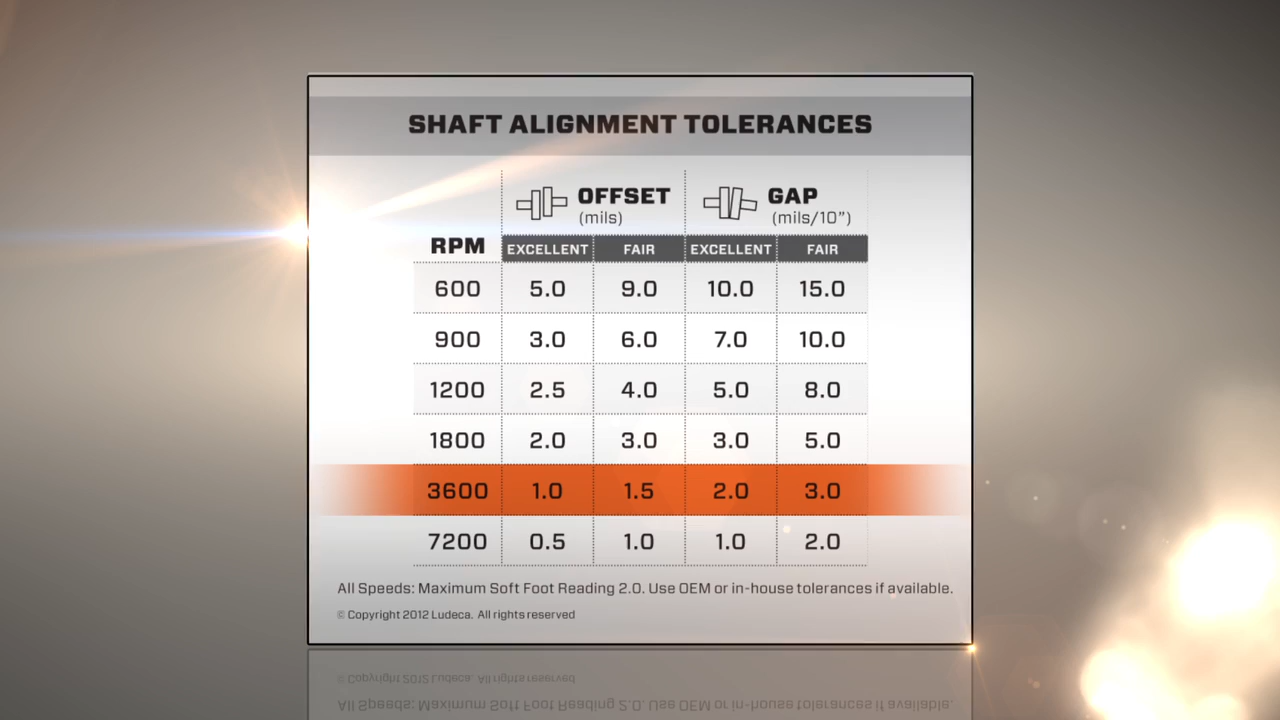 SHAFT ALIGNMENT TOLERANCES
OFFSET GAP
(mils) (mils/10”)
RPM EXCELLENT FAIR EXCELLENT FAIR
600 5.0 9.0 10.0 15.0
900 3.0 6.0 7.0 10.0
1200 2.5 4.0 5.0 8.0
1800 2.0 3.0 3.0 5.0
3600 1.0 1.5 2.0 3.0
7200 0.5 1.0 1.0 2.0
All Speeds: Maximum Soft Foot Reading 2.0. Use OEM or in-house tolerances if available.
© Copyright 2012 Ludeca. All rights reserved